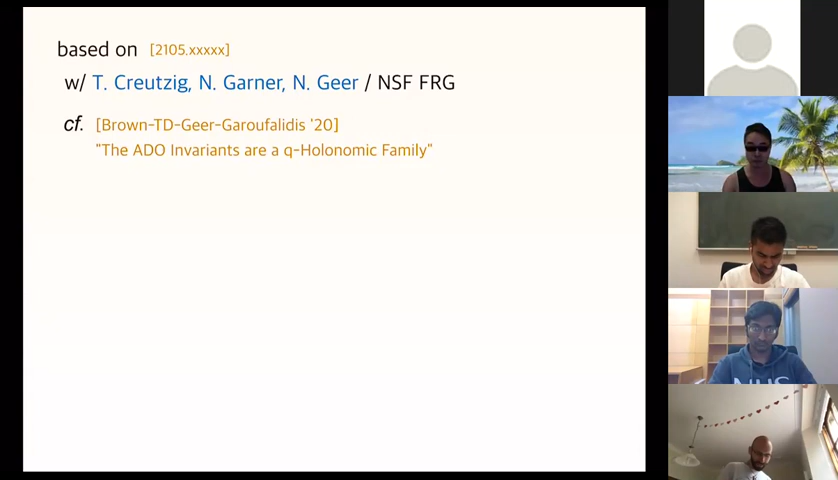 based on [2105.xxxxx]
w/ T. Creutzig, N. Garner, N. Geer / NSF FRG
cf. [Brown-TD-Geer-Garoufalidis '20]
"The ADO Invariants are a q-Holonomic Family"